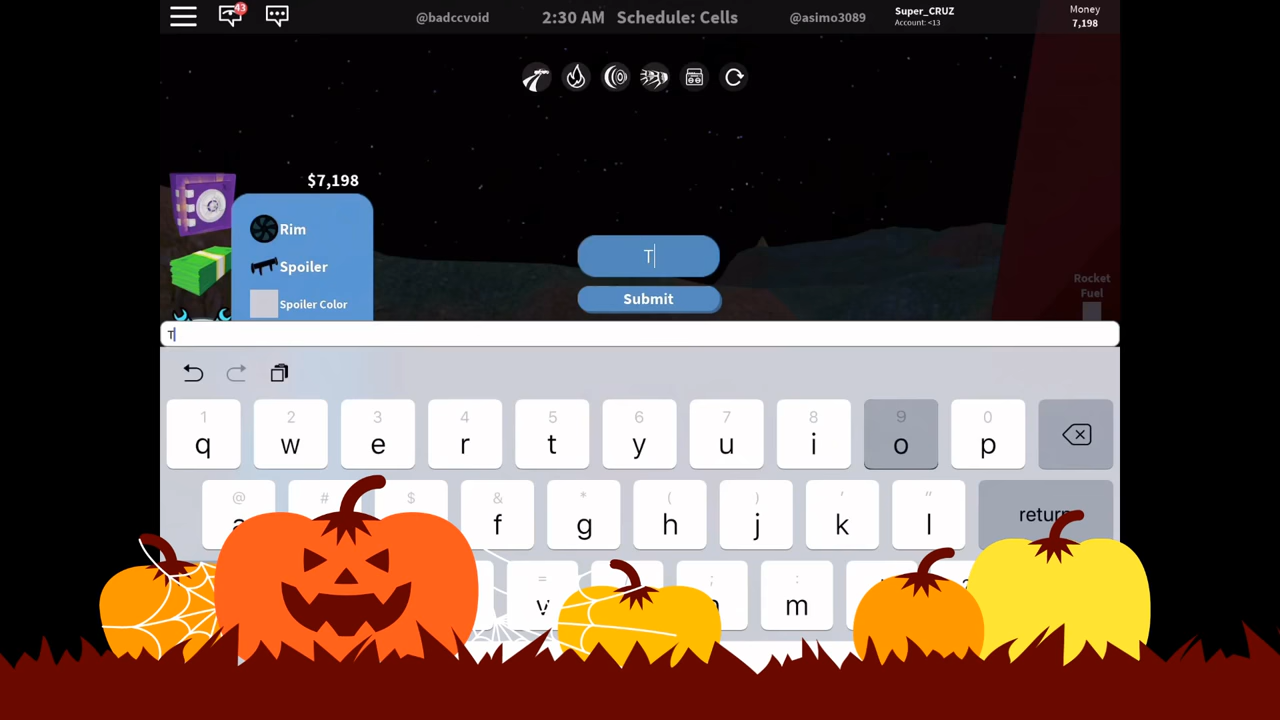 43
@badccvoid
2:30 AM Schedule: Cells
@asimo3089
Super_CRUZ
Account: <13
Money
7,198
$7,198
Rim
Spoiler
Spoiler Color
T
Submit
Rocket
Fuel
T
1 2 3 4 5 6 7 8 9 0
q w e r t y u i o p
@ # $ & * ( ) ' "
f g h j k l return
= ; :
v m